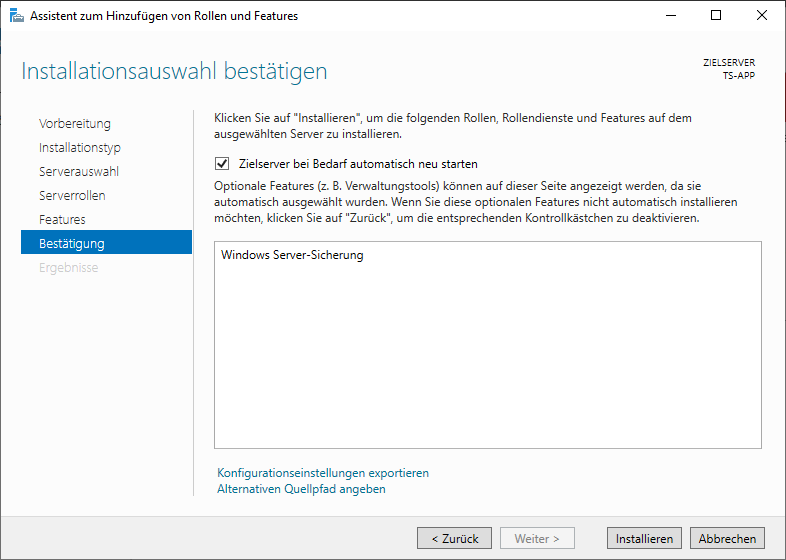 Assistent zum Hinzufügen von Rollen und Features
Installationsauswahl bestätigen
ZIELSERVER
TS-APP
Vorbereitung
Installationstyp
Serverauswahl
Serverrollen
Features
Bestätigung
Ergebnisse
Klicken Sie auf "Installieren", um die folgenden Rollen, Rollendienste und Features auf dem
ausgewählten Server zu installieren.
Zielserver bei Bedarf automatisch neu starten
Optionale Features (z. B. Verwaltungstools) können auf dieser Seite angezeigt werden, da sie
automatisch ausgewählt wurden. Wenn Sie diese optionalen Features nicht automatisch installieren
möchten, klicken Sie auf "Zurück", um die entsprechenden Kontrollkästchen zu deaktivieren.
Windows Server-Sicherung
Konfigurationseinstellungen exportieren
Alternativen Quellpfad angeben
< Zurück
Weiter >
Installieren
Abbrechen